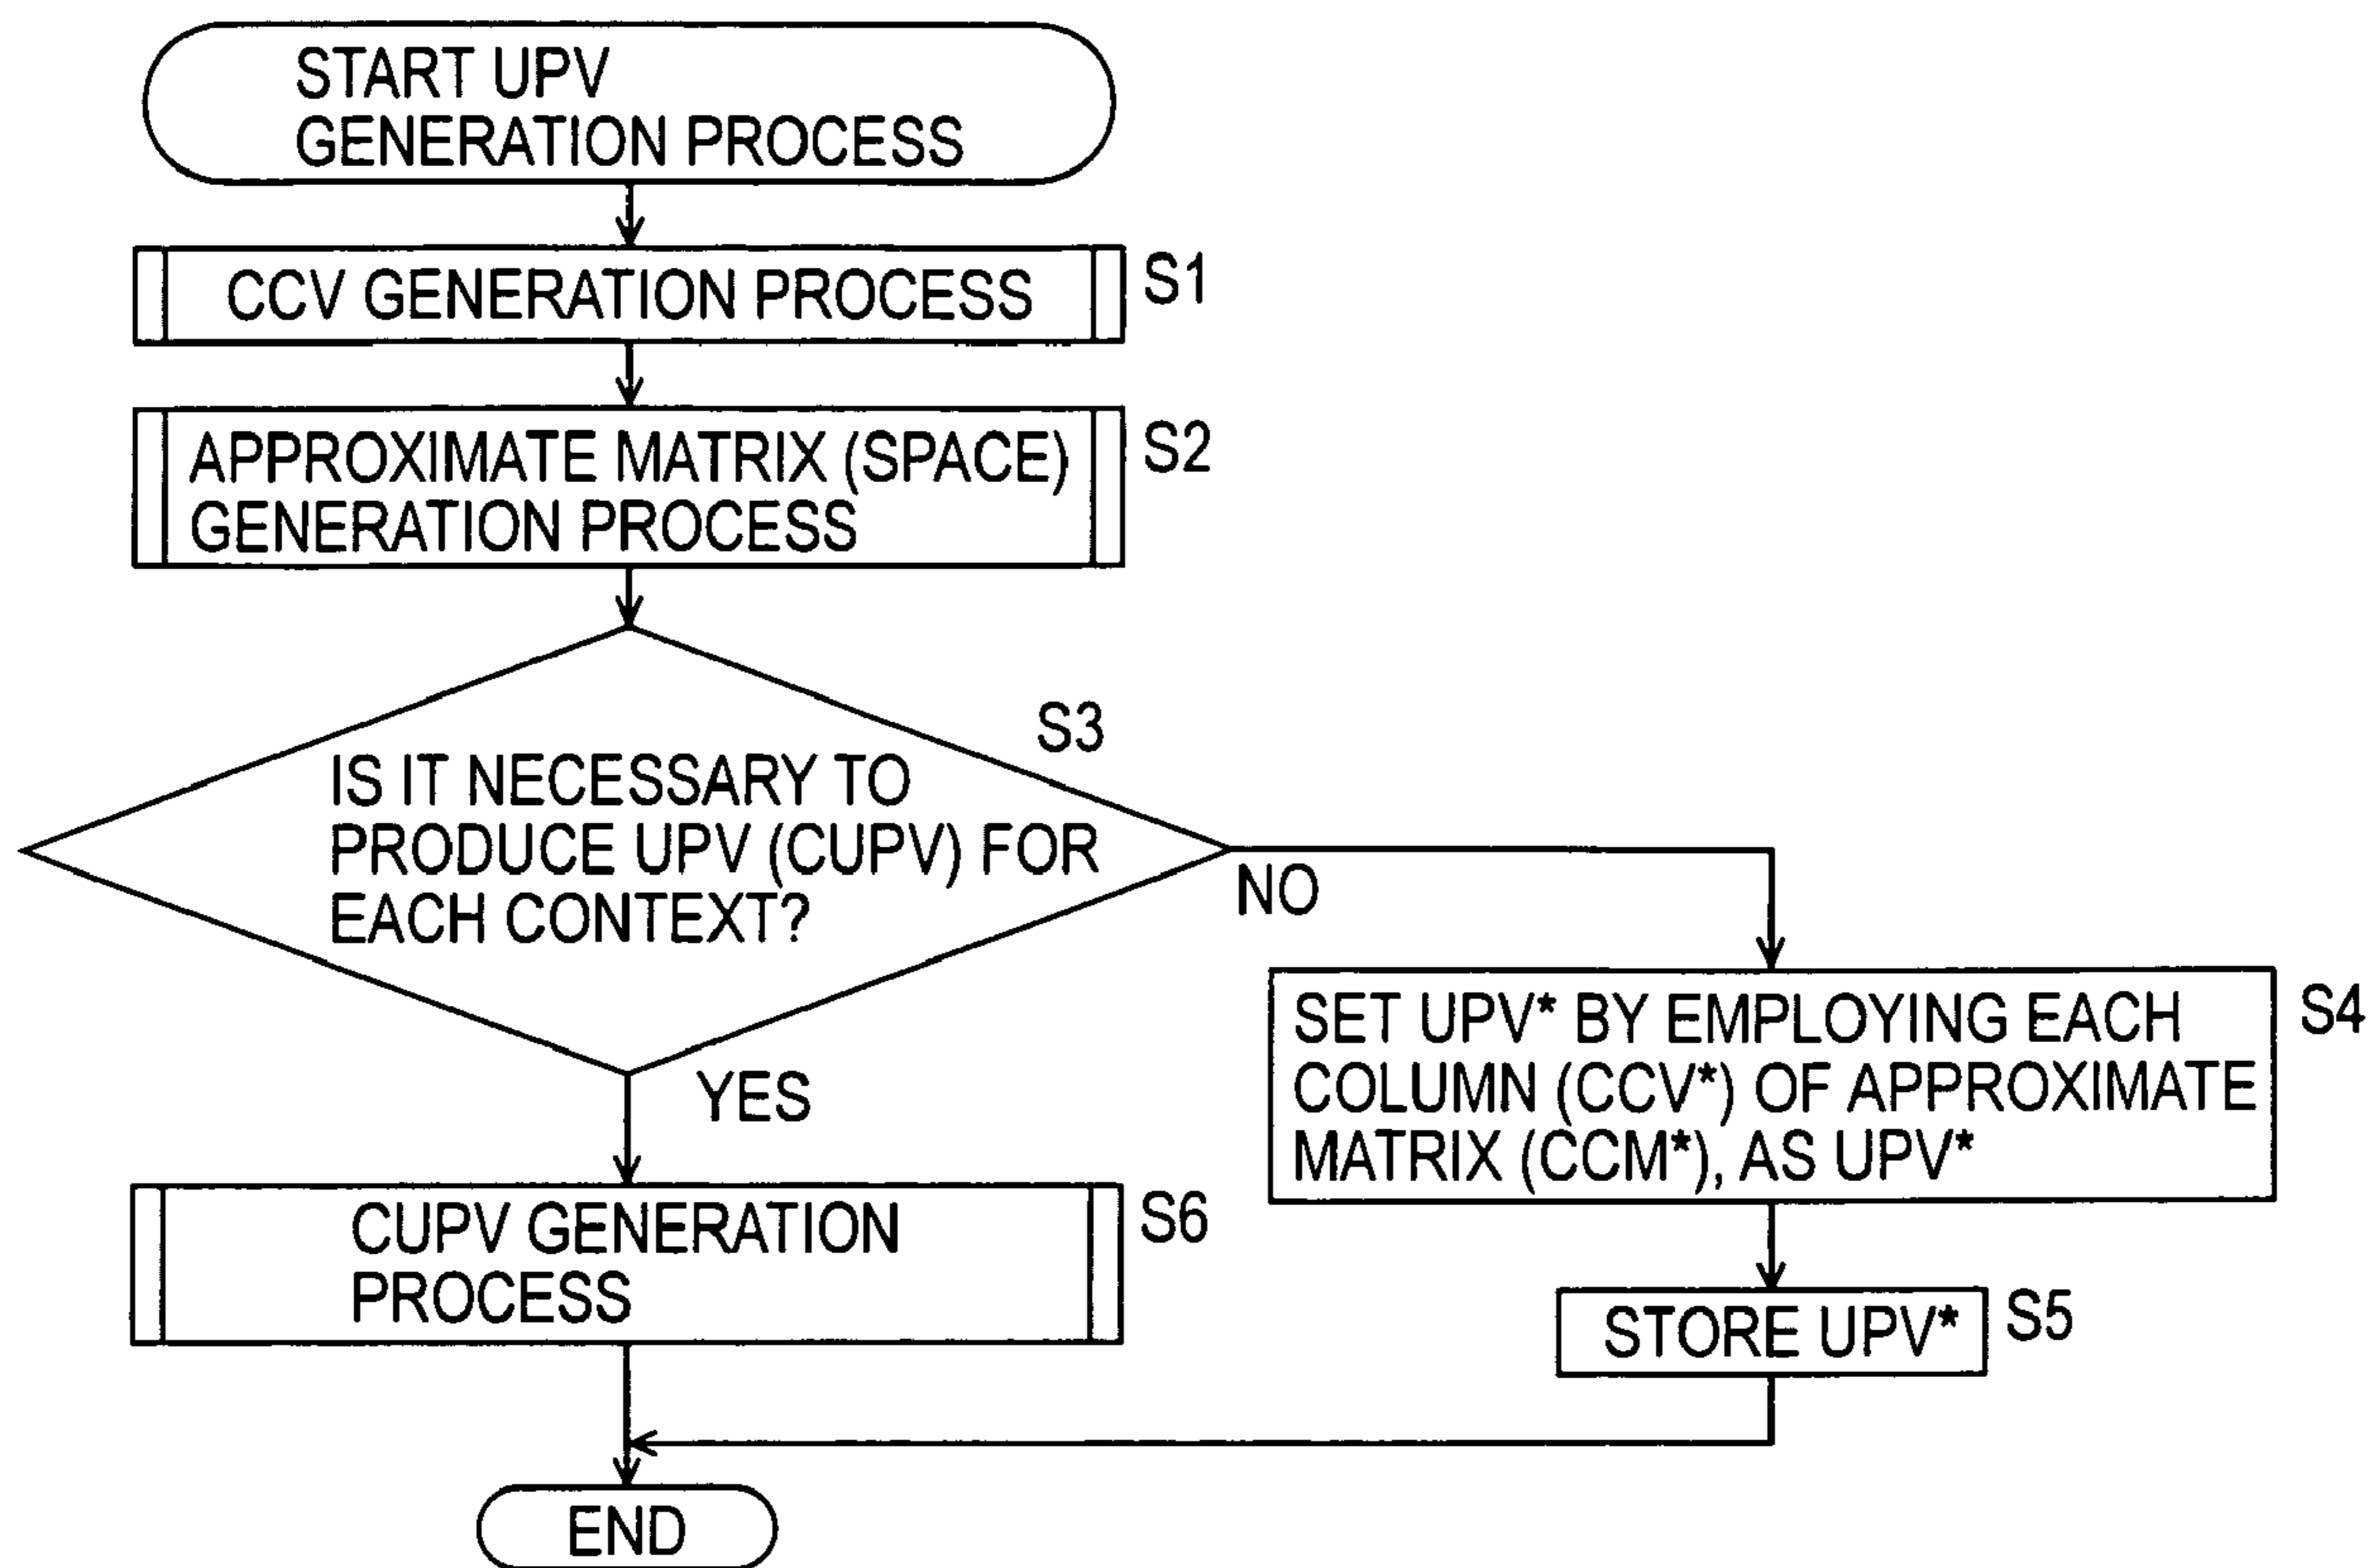 START UPV
GENERATION PROCESS
CCV GENERATION PROCESS
S1
APPROXIMATE MATRIX (SPACE)
GENERATION PROCESS
S2
S3
IS IT NECESSARY TO
PRODUCE UPV (CUPV) FOR
EACH CONTEXT?
NO
YES
SET UPV* BY EMPLOYING EACH
COLUMN (CCV*) OF APPROXIMATE
MATRIX (CCM*), AS UPV*
S4
CUPV GENERATION
PROCESS
S6
STORE UPV*
S5
END